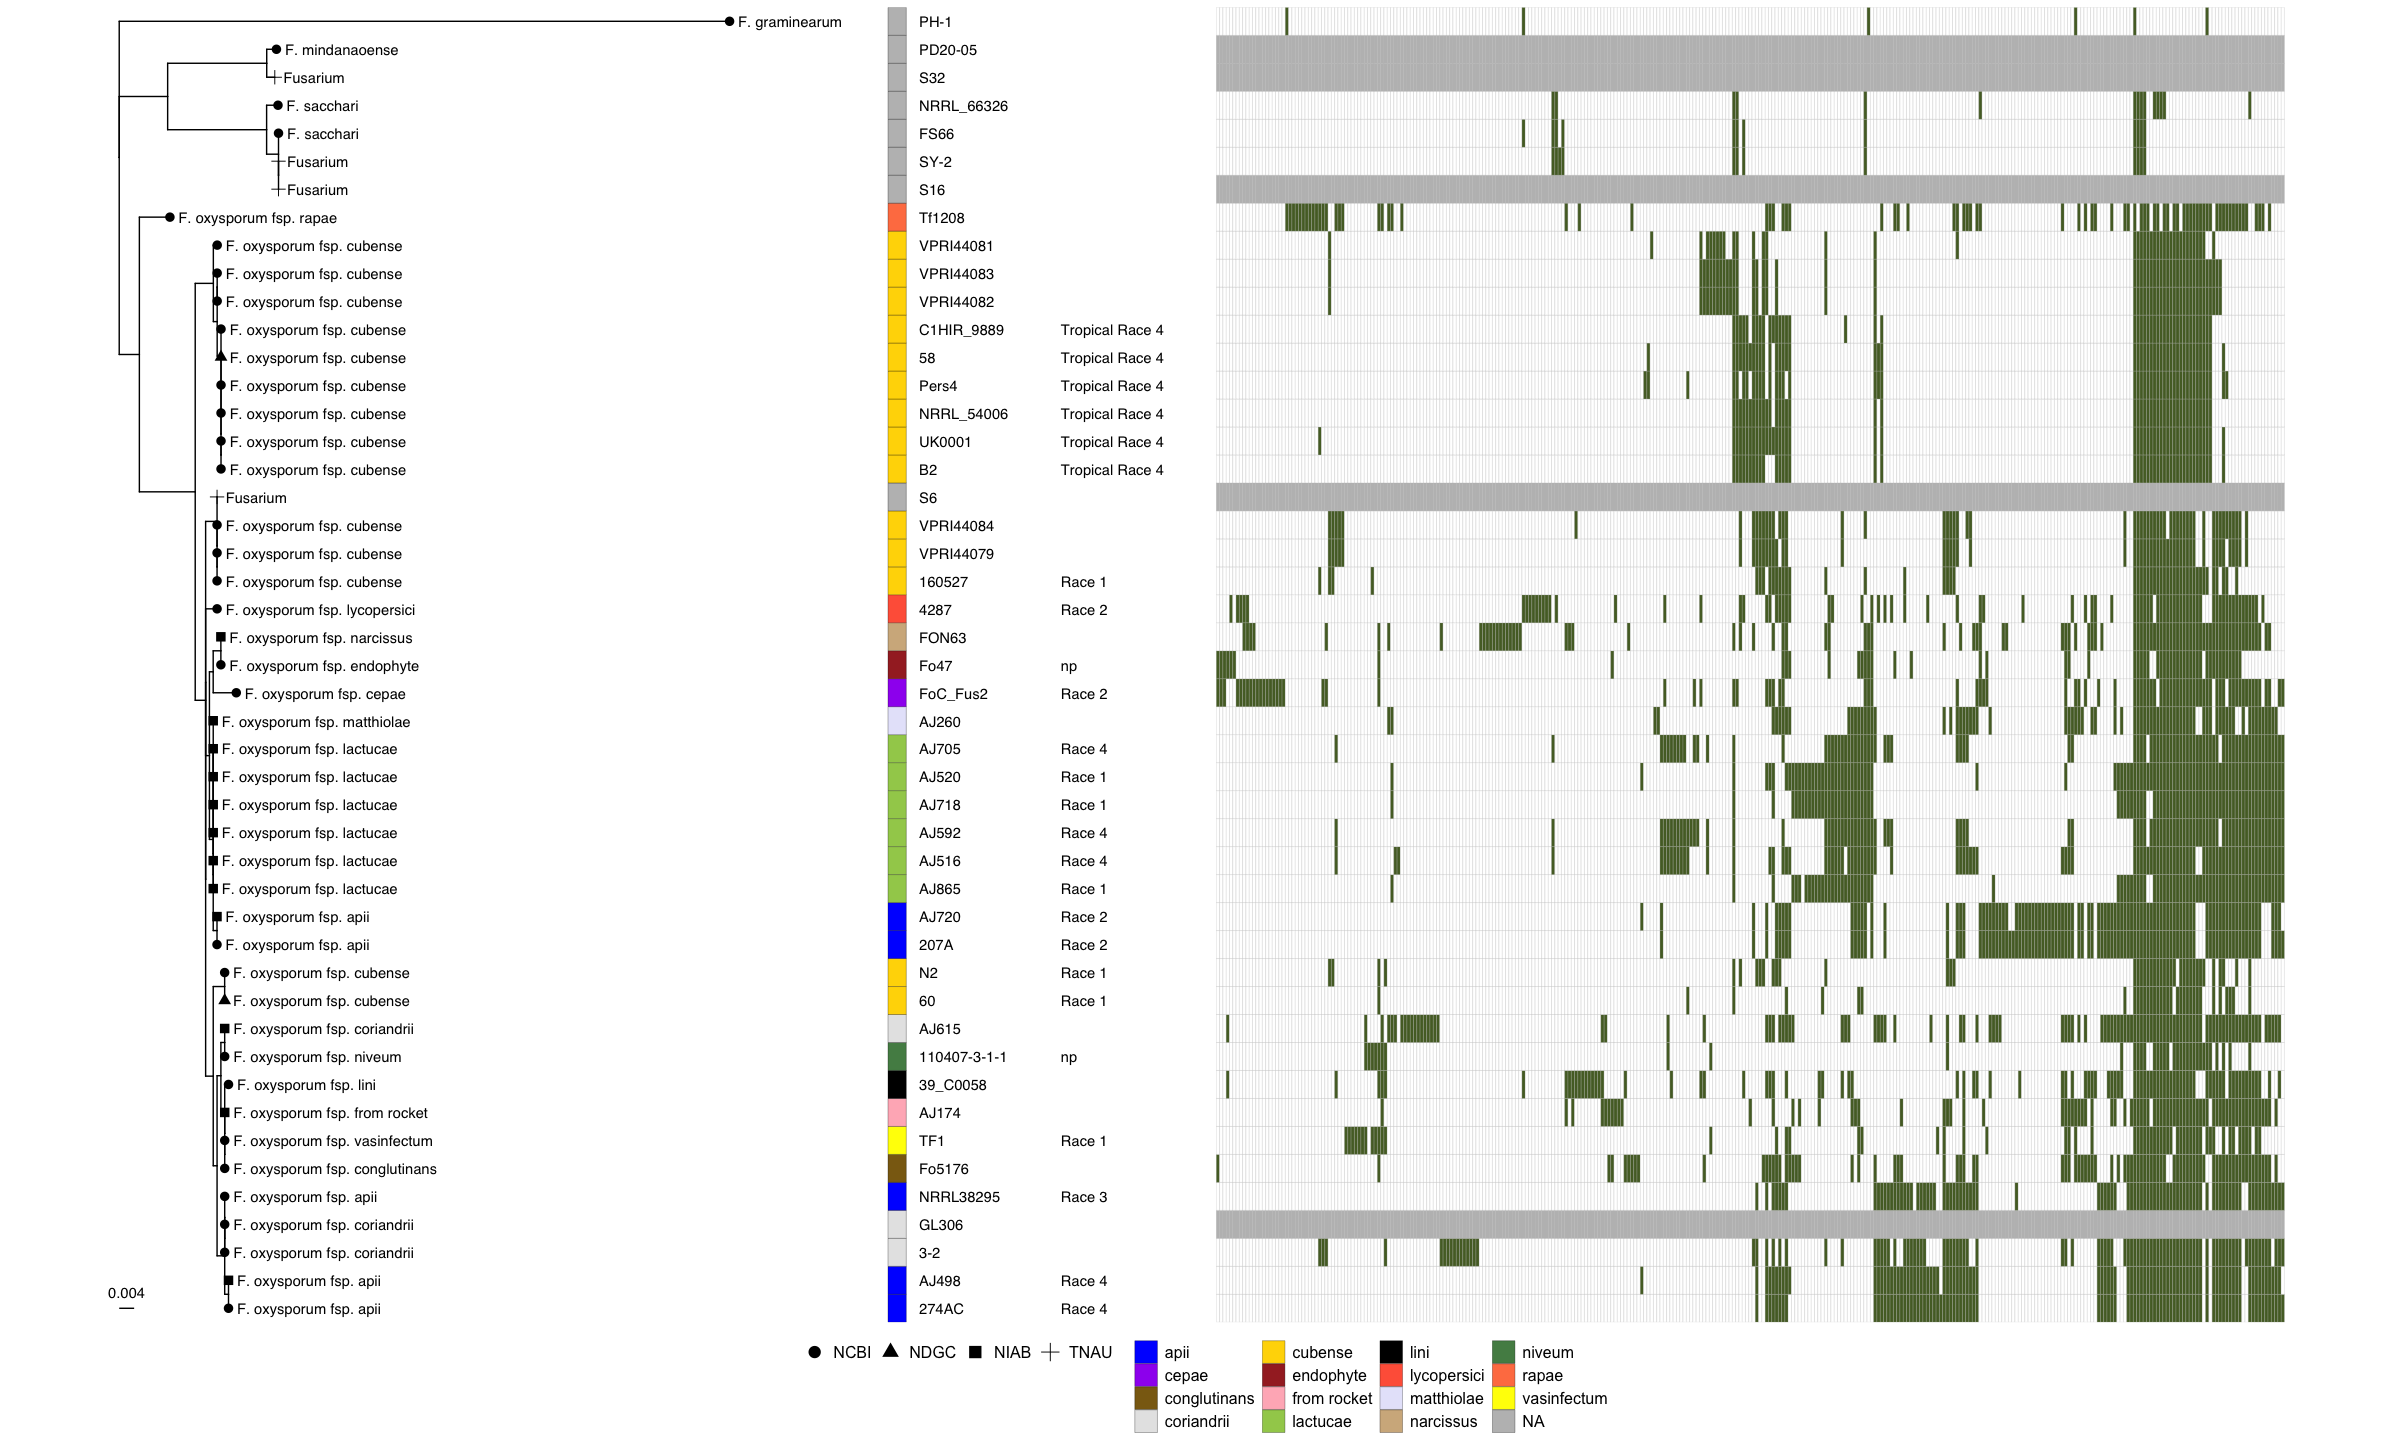 F. graminearum PH-1
F. mindanaoense PD20-05
Fusarium S32
F. sacchari NRRL_66326
F. sacchari FS66
Fusarium SY-2
Fusarium S16
F. oxysporum fsp. rapae Tf1208
F. oxysporum fsp. cubense VPRI44081
F. oxysporum fsp. cubense VPRI44083
F. oxysporum fsp. cubense VPRI44082
F. oxysporum fsp. cubense C1HIR_9889 Tropical Race 4
F. oxysporum fsp. cubense 58 Tropical Race 4
F. oxysporum fsp. cubense Pers4 Tropical Race 4
F. oxysporum fsp. cubense NRRL_54006 Tropical Race 4
F. oxysporum fsp. cubense UK0001 Tropical Race 4
F. oxysporum fsp. cubense B2 Tropical Race 4
Fusarium S6
F. oxysporum fsp. cubense VPRI44084
F. oxysporum fsp. cubense VPRI44079
F. oxysporum fsp. cubense 160527 Race 1
F. oxysporum fsp. lycopersici 4287 Race 2
F. oxysporum fsp. narcissus FON63
F. oxysporum fsp. endophyte Fo47 np
F. oxysporum fsp. cepae FoC_Fus2 Race 2
F. oxysporum fsp. matthiolae AJ260
F. oxysporum fsp. lactucae AJ705 Race 4
F. oxysporum fsp. lactucae AJ520 Race 1
F. oxysporum fsp. lactucae AJ718 Race 1
F. oxysporum fsp. lactucae AJ592 Race 4
F. oxysporum fsp. lactucae AJ516 Race 4
F. oxysporum fsp. lactucae AJ865 Race 1
F. oxysporum fsp. apii AJ720 Race 2
F. oxysporum fsp. apii 207A Race 2
F. oxysporum fsp. cubense N2 Race 1
F. oxysporum fsp. cubense 60 Race 1
F. oxysporum fsp. coriandrii AJ615
F. oxysporum fsp. niveum 110407-3-1-1 np
F. oxysporum fsp. lini 39_C0058
F. oxysporum fsp. from rocket AJ174
F. oxysporum fsp. vasinfectum TF1 Race 1
F. oxysporum fsp. conglutinans Fo5176
F. oxysporum fsp. apii NRRL38295 Race 3
F. oxysporum fsp. coriandrii GL306
F. oxysporum fsp. coriandrii 3-2
F. oxysporum fsp. apii AJ498 Race 4
0.004
F. oxysporum fsp. apii 274AC Race 4
NCBI NDGC NIAB TNAU
apii cubense lini niveum
cepae endophyte lycopersici rapae
conglutinans from rocket matthiolae vasinfectum
coriandrii lactucae narcissus NA